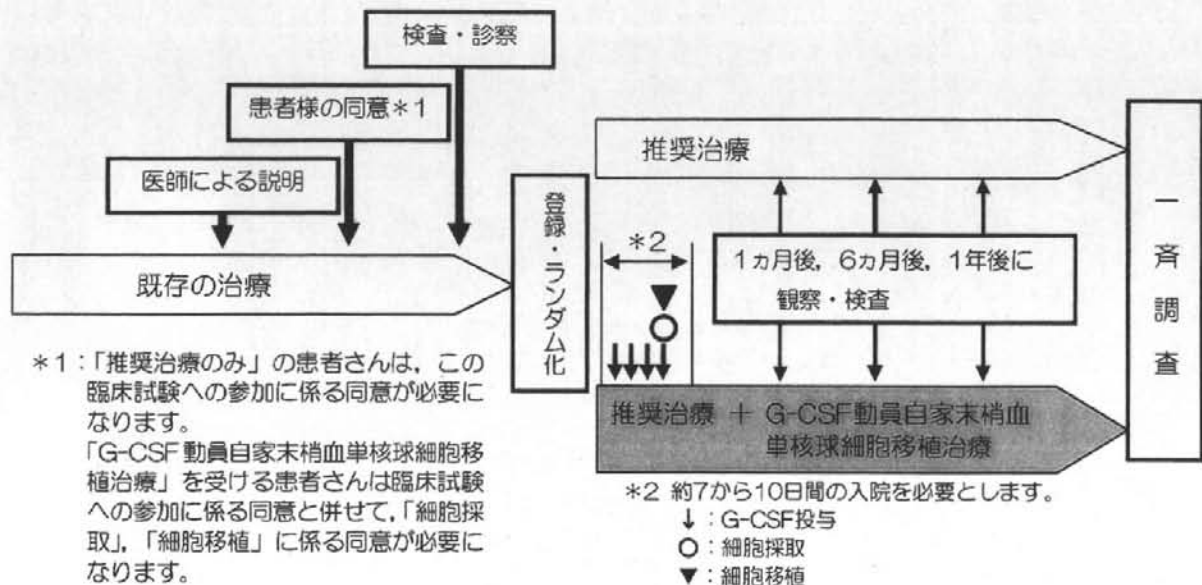 検査・診察
患者様の同意*1
医師による説明
既存の治療
登録・ランダム化
推奨治療
*2
1ヵ月後，6ヵ月後，1年後に
観察・検査
推奨治療 ＋ G-CSF動員自家末梢血
単核球細胞移植治療
一斉調査
*1：「推奨治療のみ」の患者さんは，この
臨床試験への参加に係る同意が必要に
なります。
「G-CSF動員自家末梢血単核球細胞移
植治療」を受ける患者さんは臨床試験
への参加に係る同意と併せて，「細胞採
取」，「細胞移植」に係る同意が必要に
なります。
*2 約7から10日間の入院を必要とします。
↓：G-CSF投与
○：細胞採取
▼：細胞移植